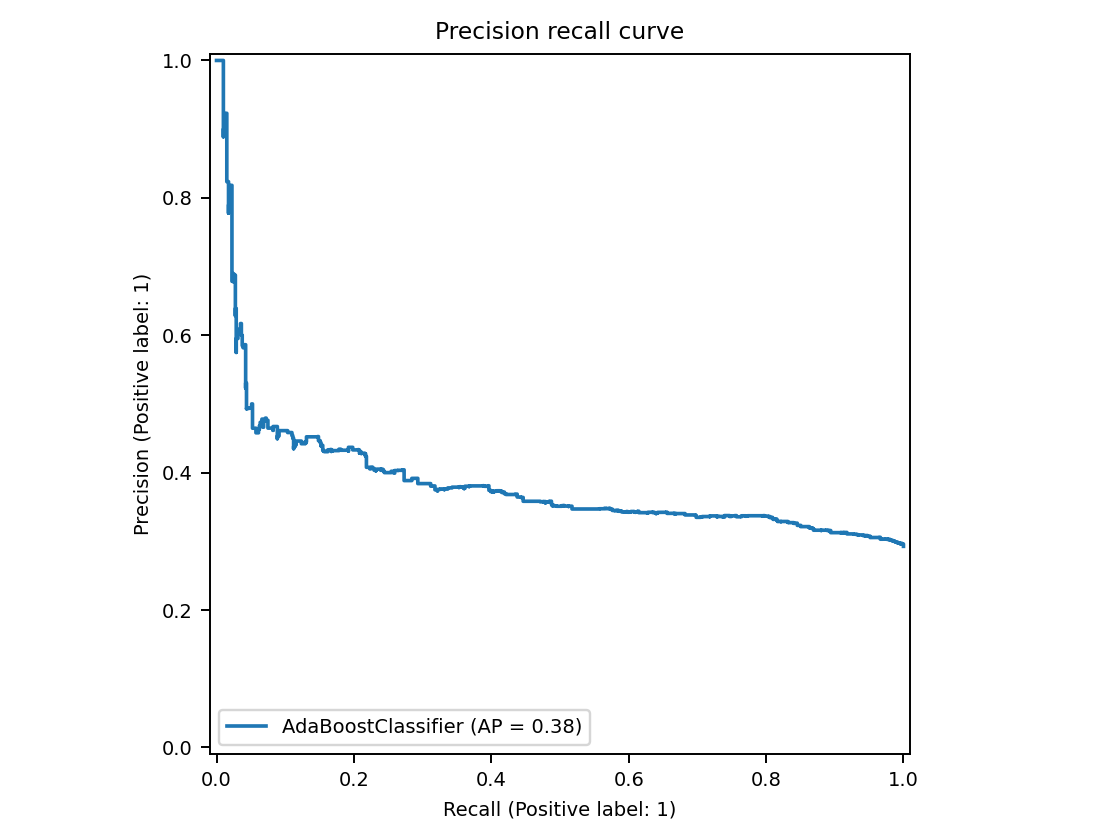 Precision recall curve
1.0
0.8
0.6
0.4
0.2
0.0
Precision (Positive label: 1)
AdaBoostClassifier (AP = 0.38)
0.0 0.2 0.4 0.6 0.8 1.0
Recall (Positive label: 1)